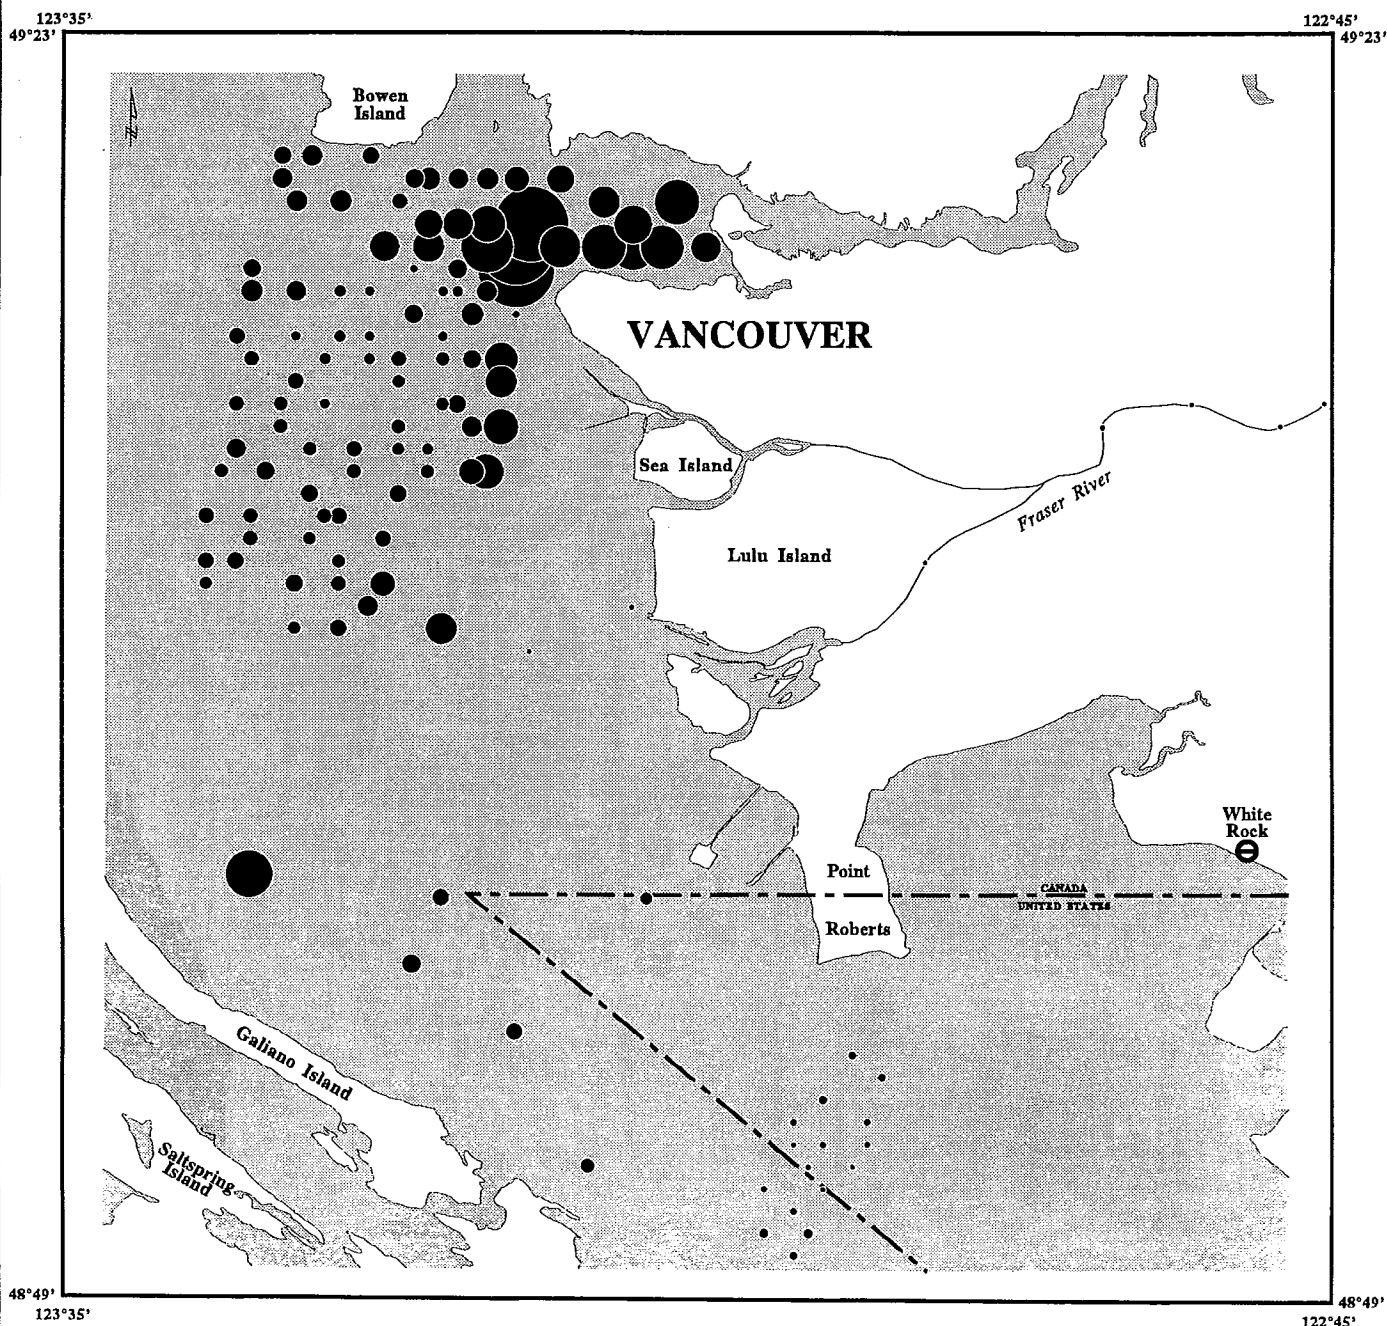 123°35'
122°45'
49°23'
49°23'
Bowen
Island
VANCOUVER
Sea Island
Fraser River
Lulu Island
White
Rock
Point
CANADA
UNITED STATES
Roberts
Galiano Island
Saltspring
Island
48°49'
48°49'
123°35'
122°45'